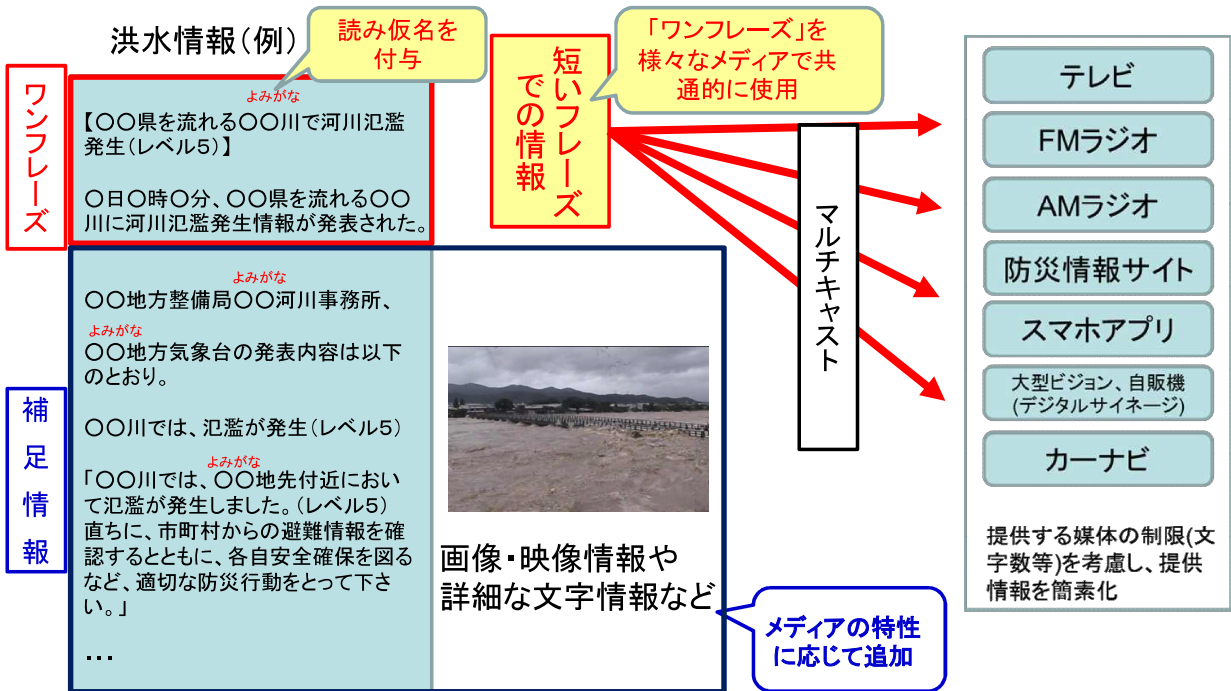 洪水情報(例)
読み仮名を
付与
ワンフレーズ
よみがな
【〇〇県を流れる〇〇川で河川氾濫
発生(レベル5)】
〇日〇時〇分、〇〇県を流れる〇〇
川に河川氾濫発生情報が発表された。
補足情報
よみがな
〇〇地方整備局〇〇河川事務所、
よみがな
〇〇地方気象台の発表内容は以下
のとおり。
〇〇川では、氾濫が発生(レベル5)
よみがな
「〇〇川では、〇〇地先付近におい
て氾濫が発生しました。(レベル5)
直ちに、市町村からの避難情報を確
認するとともに、各自安全確保を図る
など、適切な防災行動をとって下さ
い。」
…
画像・映像情報や
詳細な文字情報など
メディアの特性
に応じて追加
短いフレーズ
での情報
「ワンフレーズ」を
様々なメディアで共
通的に使用
マルチキャスト
テレビ
FMラジオ
AMラジオ
防災情報サイト
スマホアプリ
大型ビジョン、自販機
(デジタルサイネージ)
カーナビ
提供する媒体の制限(文
字数等)を考慮し、提供
情報を簡素化